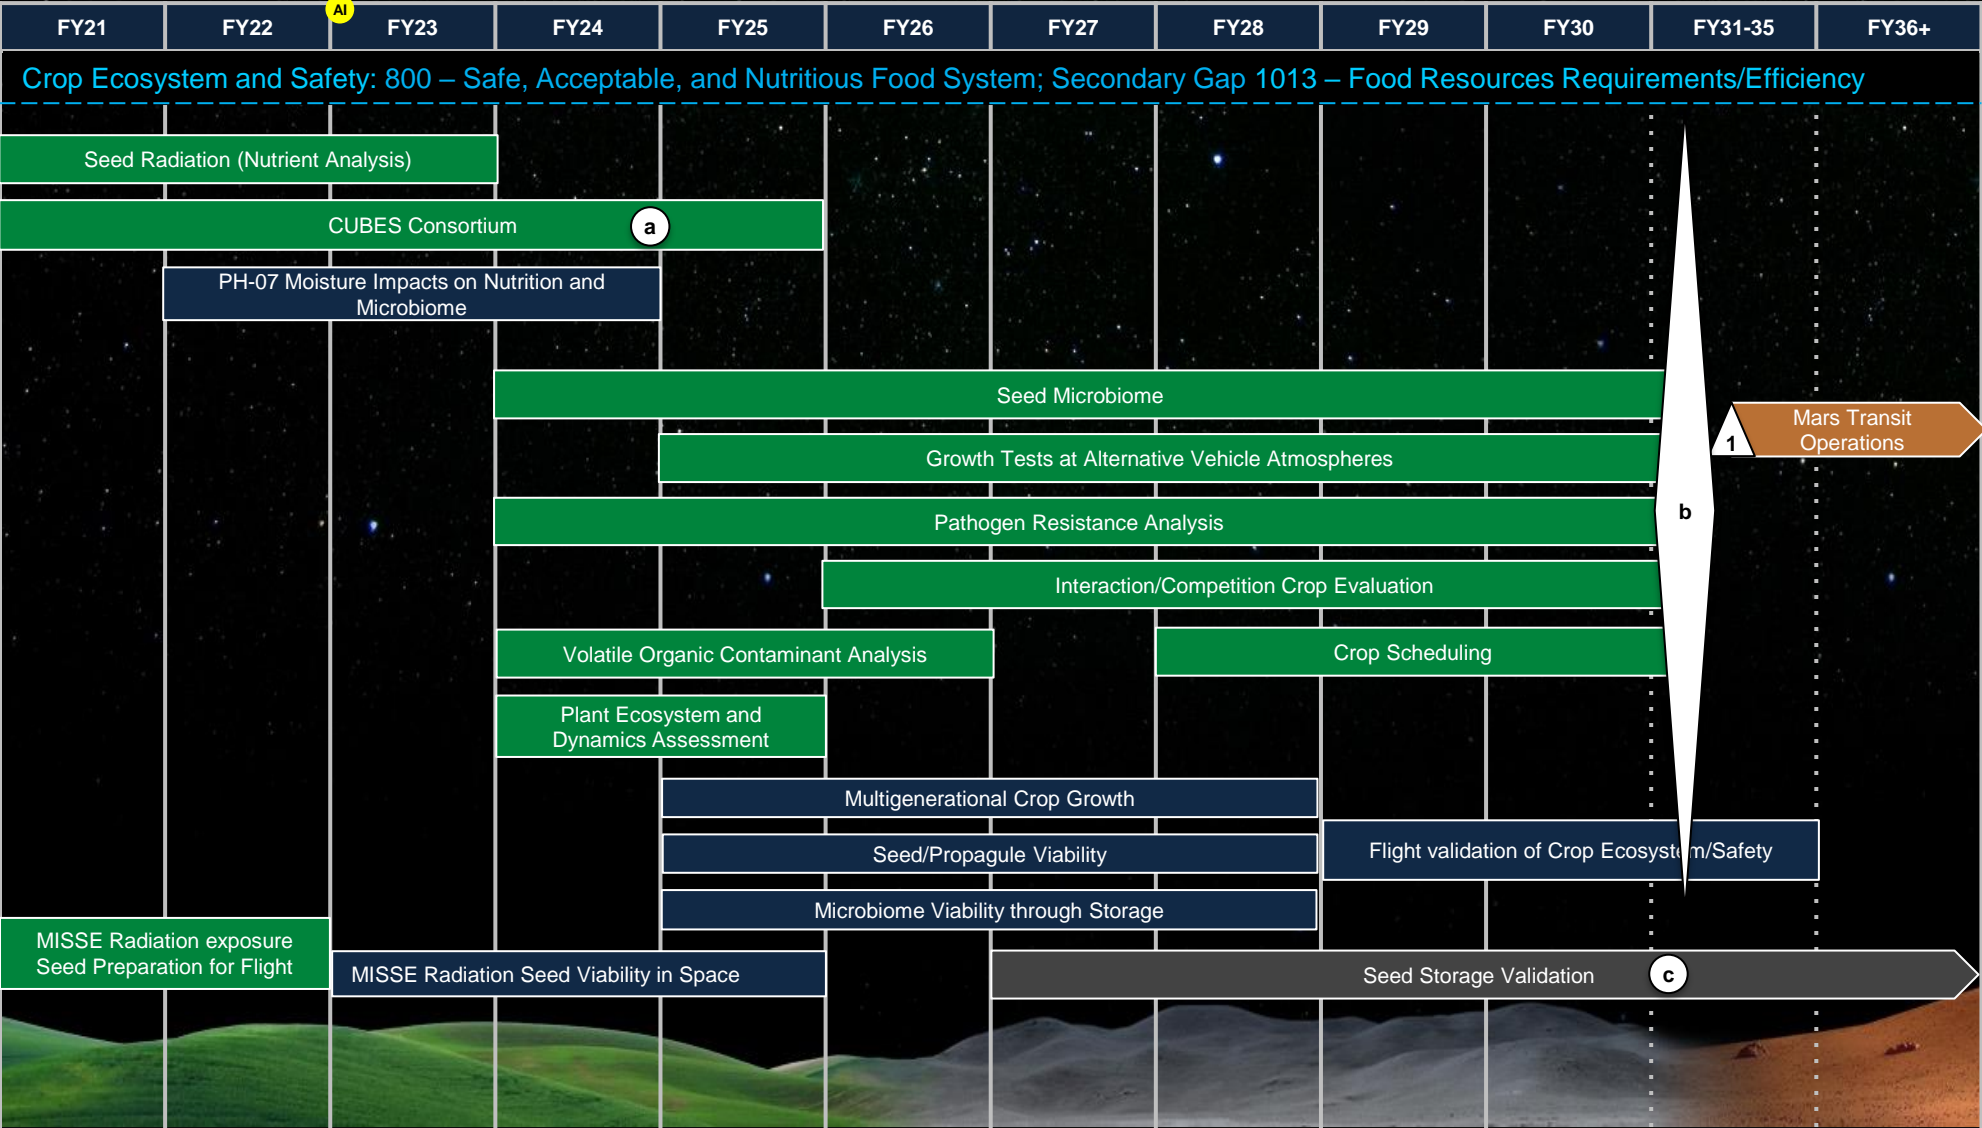 AI
FY21
FY22
FY23
FY24
FY25
FY26
FY27
FY28
FY29
FY30
FY31-35
FY36+
Crop Ecosystem and Safety: 800 – Safe, Acceptable, and Nutritious Food System; Secondary Gap 1013 – Food Resources Requirements/Efficiency
Seed Radiation (Nutrient Analysis)
CUBES Consortium
a
PH-07 Moisture Impacts on Nutrition and
Microbiome
Seed Microbiome
Mars Transit
Operations
1
Growth Tests at Alternative Vehicle Atmospheres
Pathogen Resistance Analysis
b
Interaction/Competition Crop Evaluation
Volatile Organic Contaminant Analysis
Crop Scheduling
Plant Ecosystem and
Dynamics Assessment
Multigenerational Crop Growth
Seed/Propagule Viability
Flight validation of Crop Ecosystem/Safety
Microbiome Viability through Storage
MISSE Radiation exposure
Seed Preparation for Flight
MISSE Radiation Seed Viability in Space
Seed Storage Validation
c